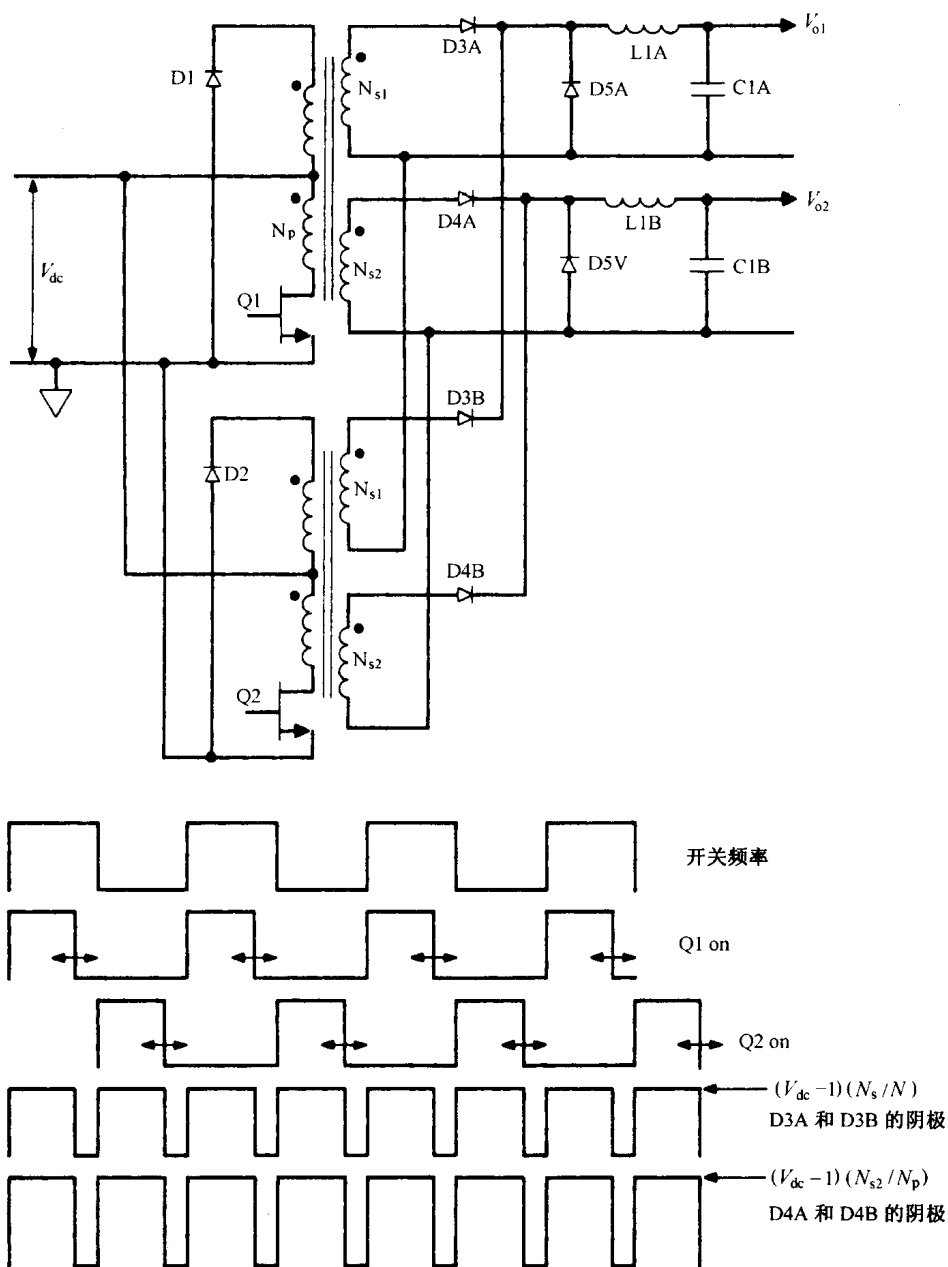 V_o1
D3A
L1A
D1
N_s1
D5A
C1A
V_o2
D4A
L1B
N_p
V_dc
N_s2
D5V
C1B
Q1
D3B
D2
N_s1
D4B
N_s2
Q2
开关频率
Q1 on
Q2 on
(V_dc−1)(N_s/N)
D3A 和 D3B 的阴极
(V_dc−1)(N_s2/N_p)
D4A 和 D4B 的阴极